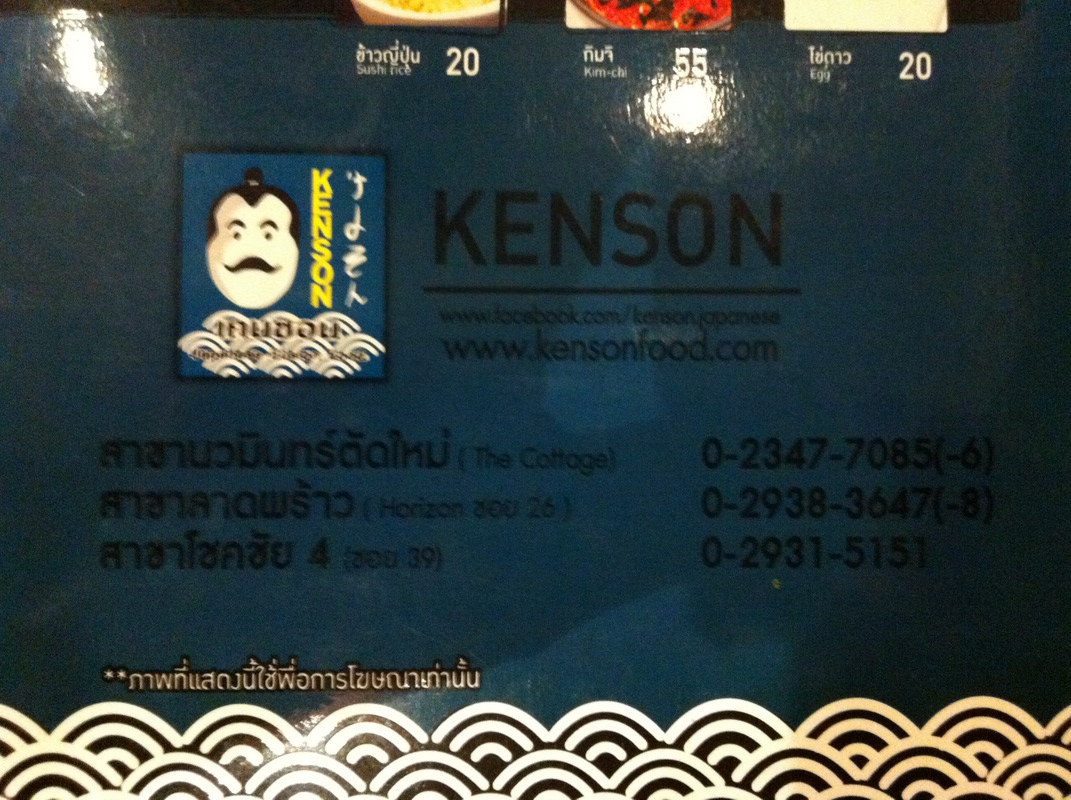 ข้าวญี่ปุ่น 20
Sushi rice
กิมจิ 55
Kim-chi
ไข่ดาว 20
Egg
KENSON
けんそん
เคนซอน
KENSON
www.facebook.com/kenson.japanese
www.kensonfood.com
สาขานวมินทร์ตัดใหม่ ( The Cottage) 0-2347-7085(-6)
สาขาลาดพร้าว ( Horizon ซอย 26 ) 0-2938-3647(-8)
สาขาโชคชัย 4 (ซอย 39) 0-2931-5151
**ภาพที่แสดงนี้ใช้เพื่อการโฆษณาเท่านั้น